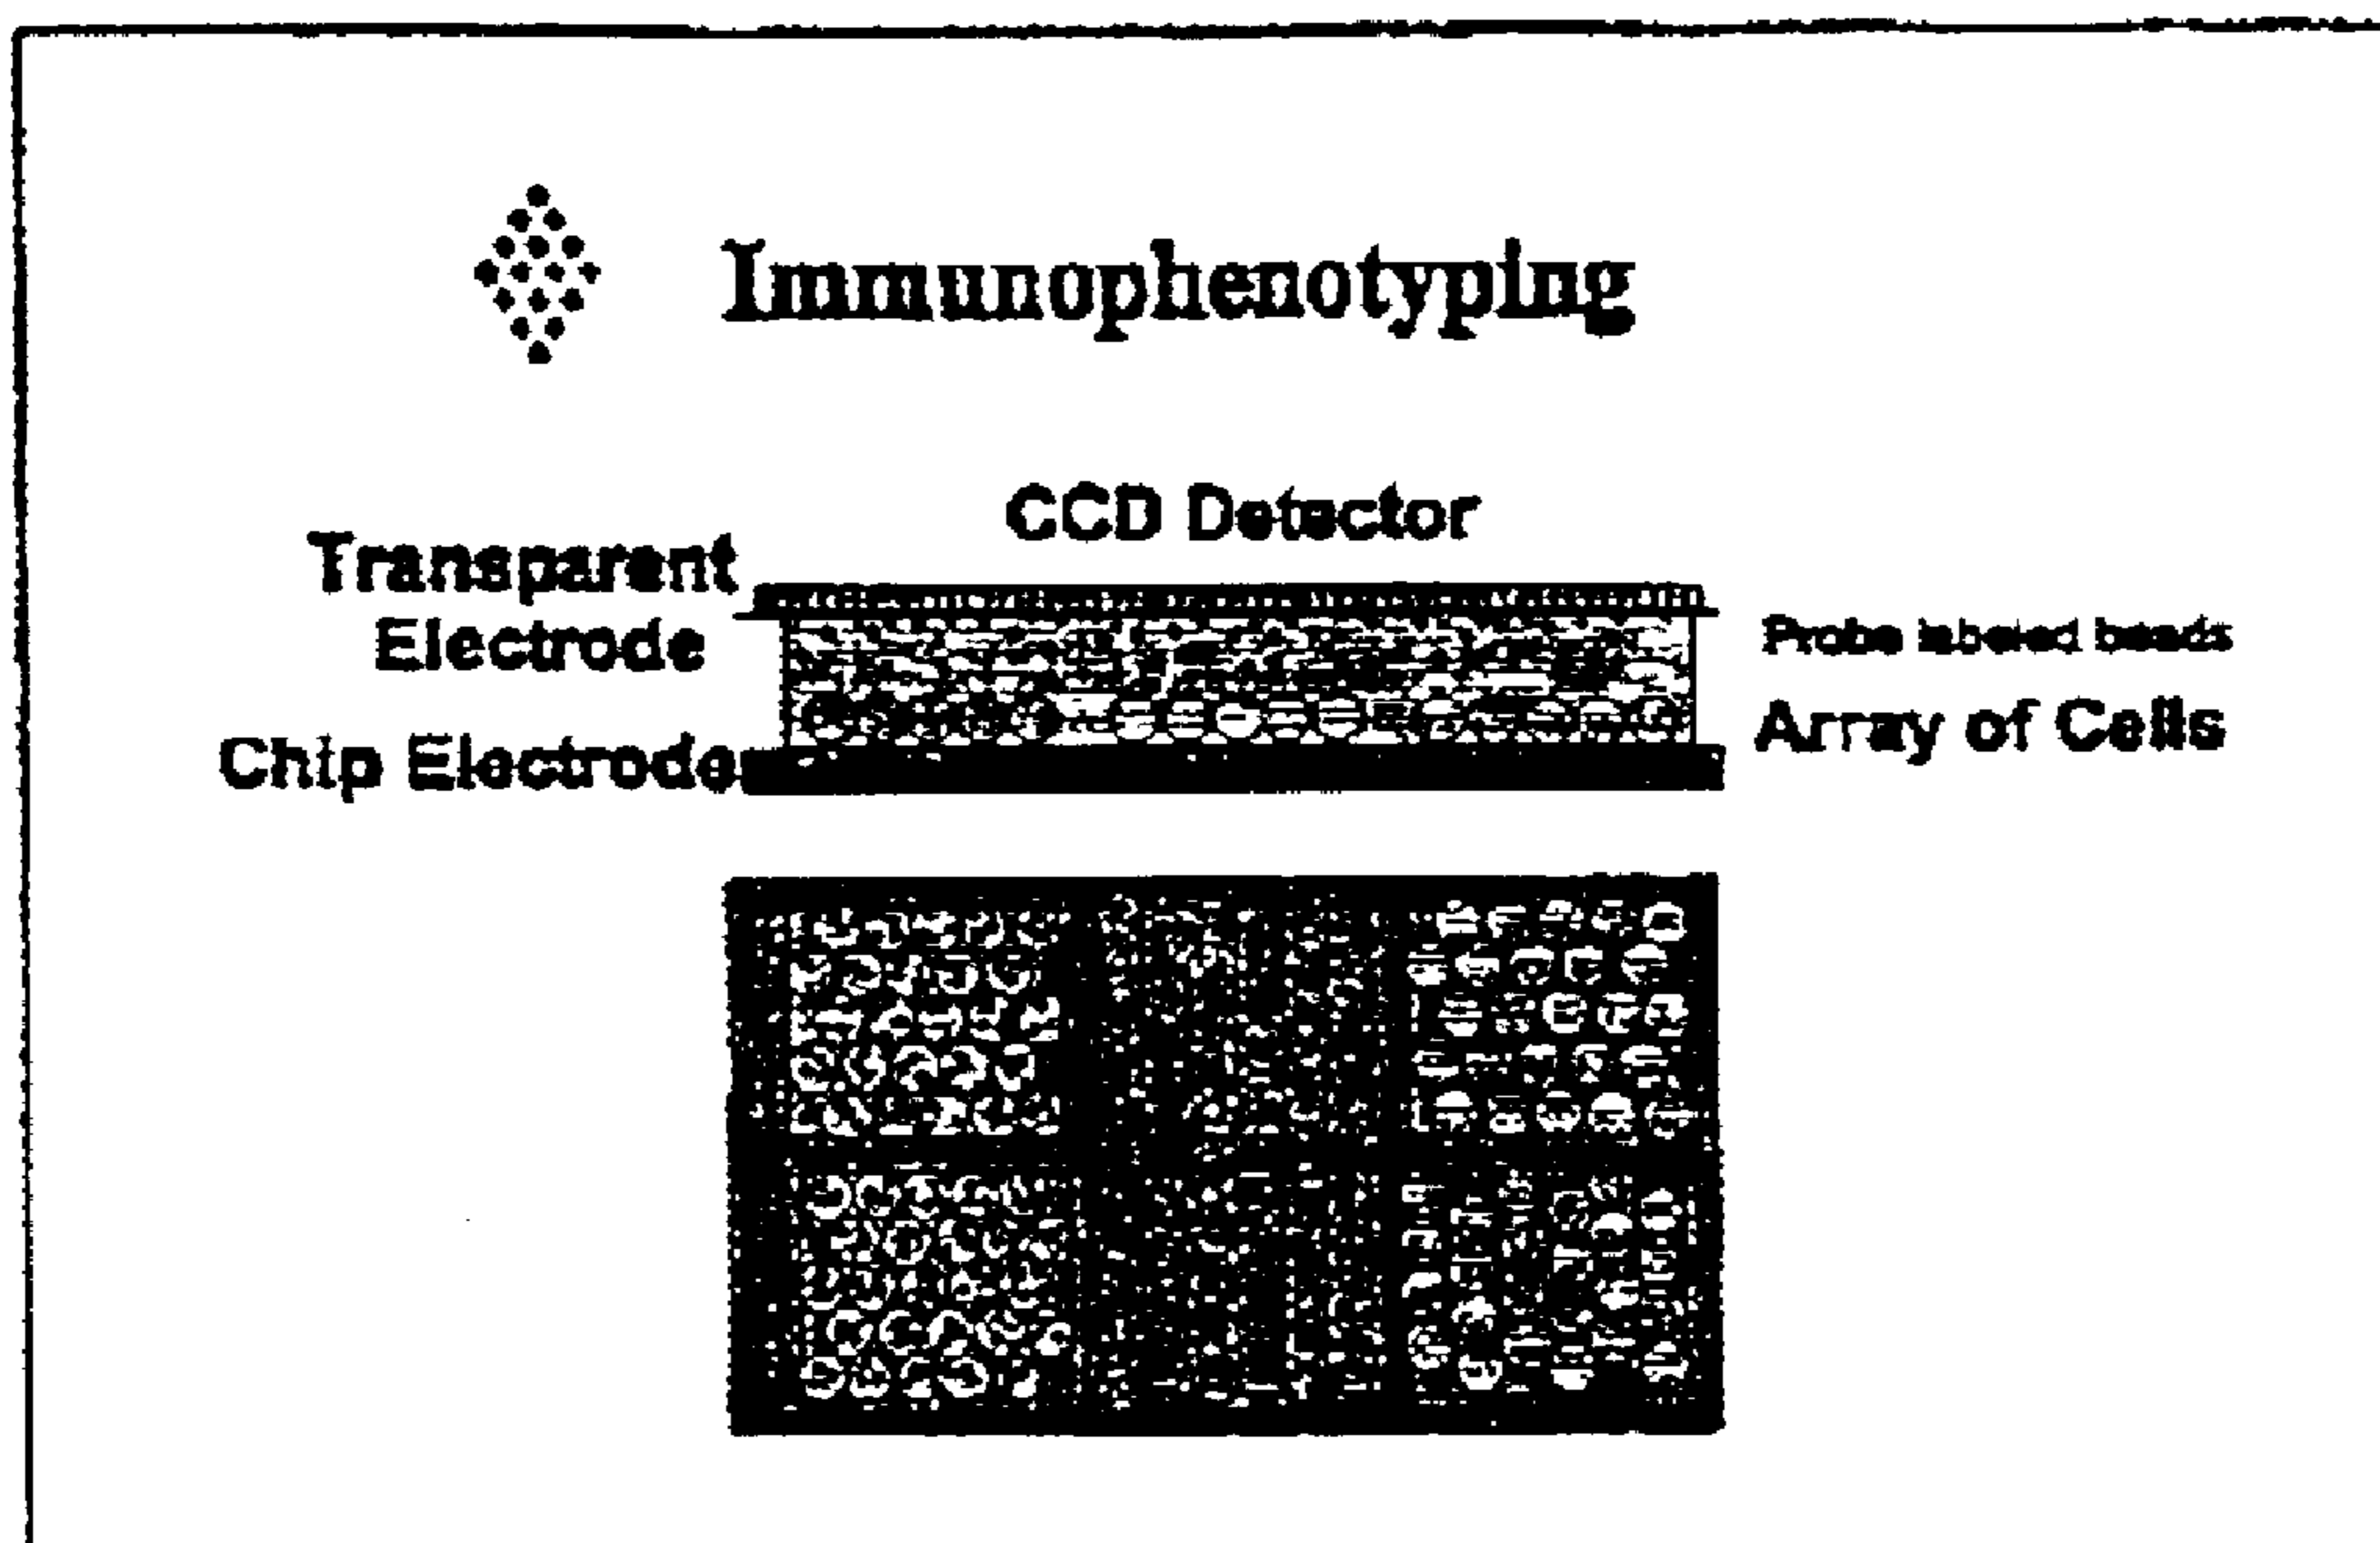 Immunophenotyping
CCD Detector
Transparent
Electrode
Probe labeled beads
Array of Cells
Chip Electrode